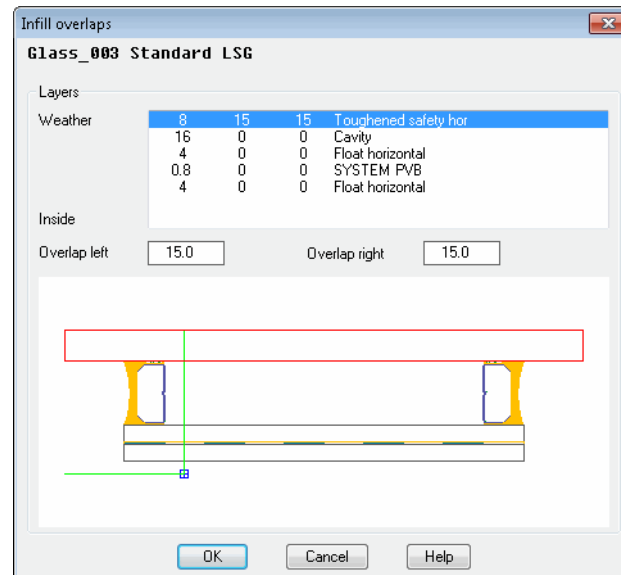 Infill overlaps
Glass_003 Standard LSG
Layers
Weather
8 15 15 Toughened safety hor
16 0 0 Cavity
4 0 0 Float horizontal
0.8 0 0 SYSTEM PVB
4 0 0 Float horizontal
Inside
Overlap left 15.0 Overlap right 15.0
OK Cancel Help